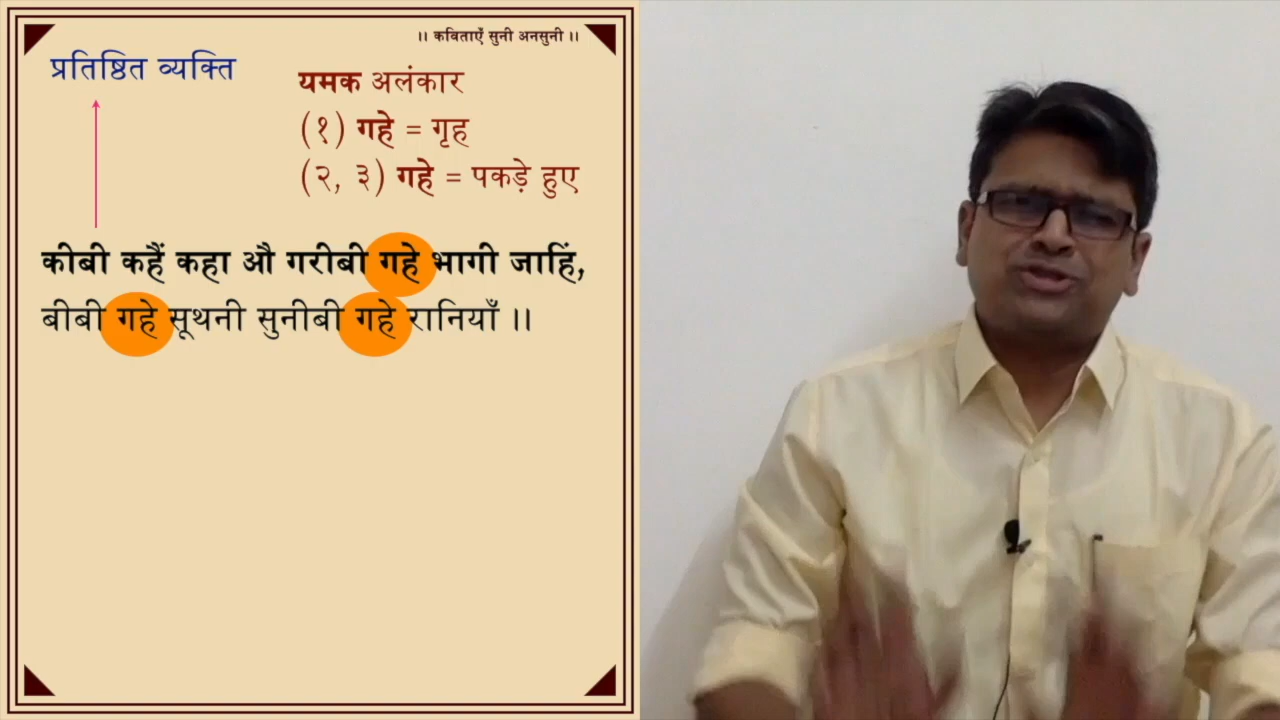 ।। कविताएँ सुनी अनसुनी ।।
प्रतिष्ठित व्यक्ति
यमक अलंकार
(१) गहे = गृह
(२, ३) गहे = पकड़े हुए
कीबी कहैं कहा औ गरीबी गहे भागी जाहिं,
बीबी गहे सूथनी सुनीबी गहे रानियाँ ।।